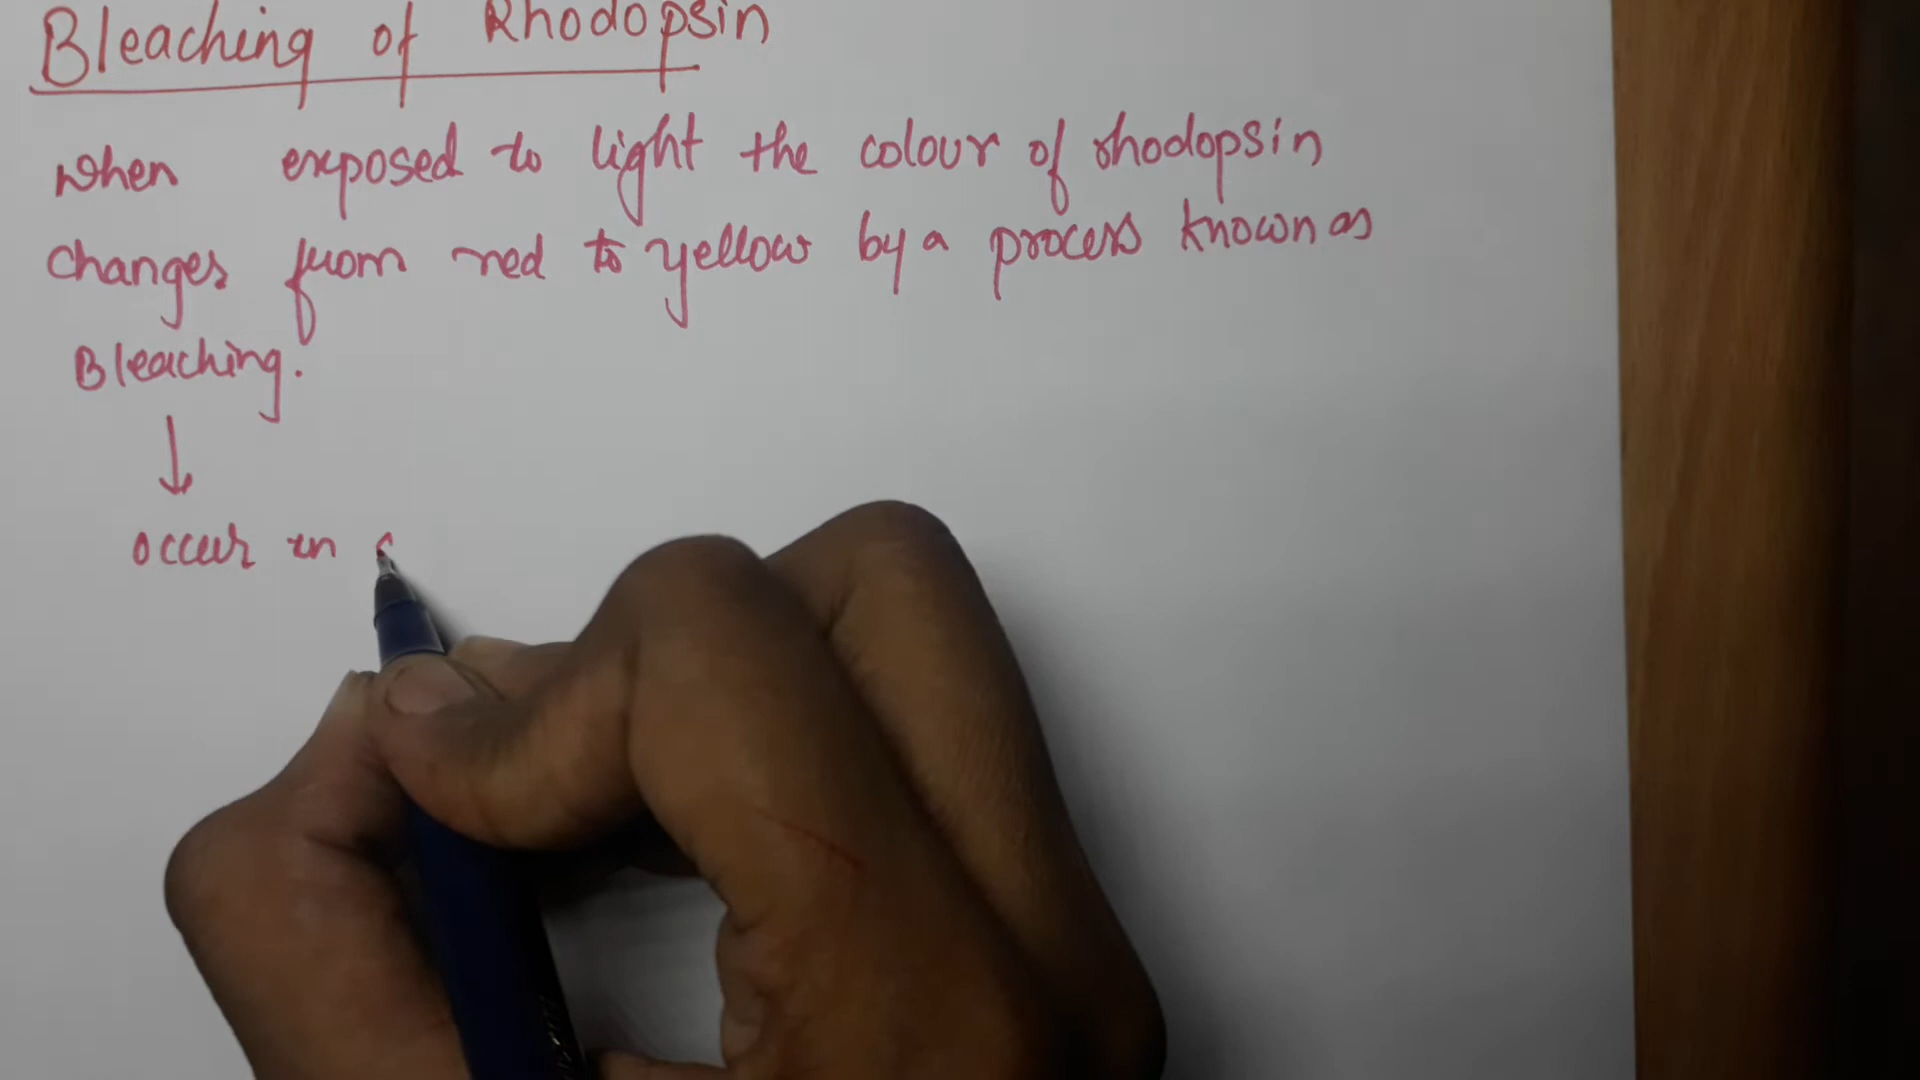 Bleaching of Rhodopsin
when exposed to light the colour of rhodopsin
changes from red to yellow by a process known as
Bleaching.
occur in